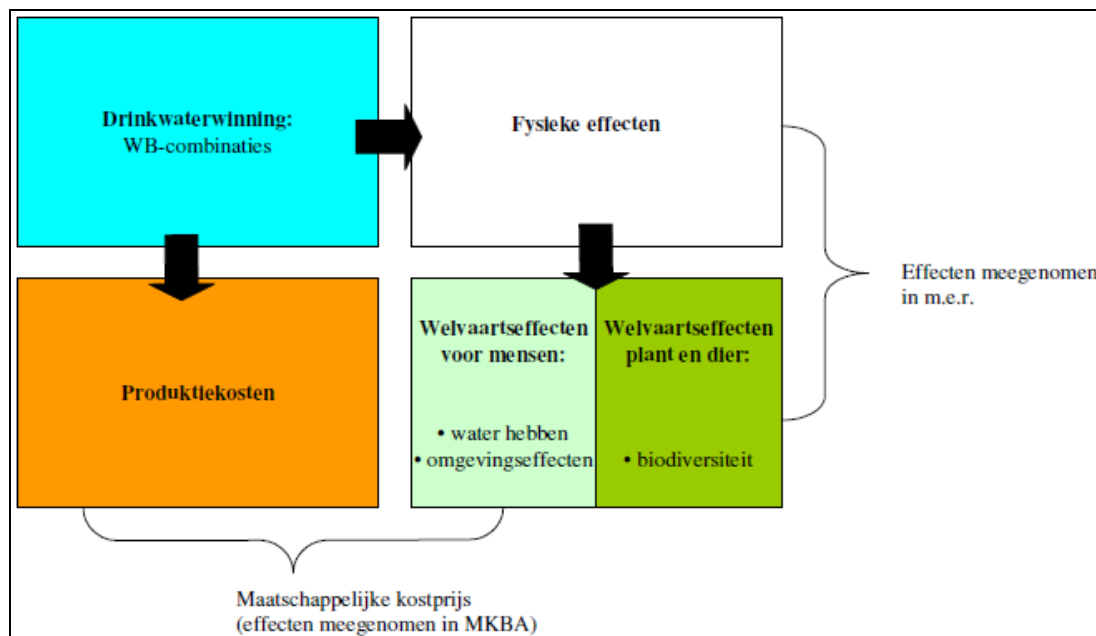 Drinkwaterwinning:
WB-combinaties
Fysieke effecten
Effecten meegenomen
in m.e.r.
Produktiekosten
Welvaartseffecten
voor mensen:
• water hebben
• omgevingseffecten
Welvaartseffecten
plant en dier:
• biodiversiteit
Maatschappelijke kostprijs
(effecten meegenomen in MKBA)